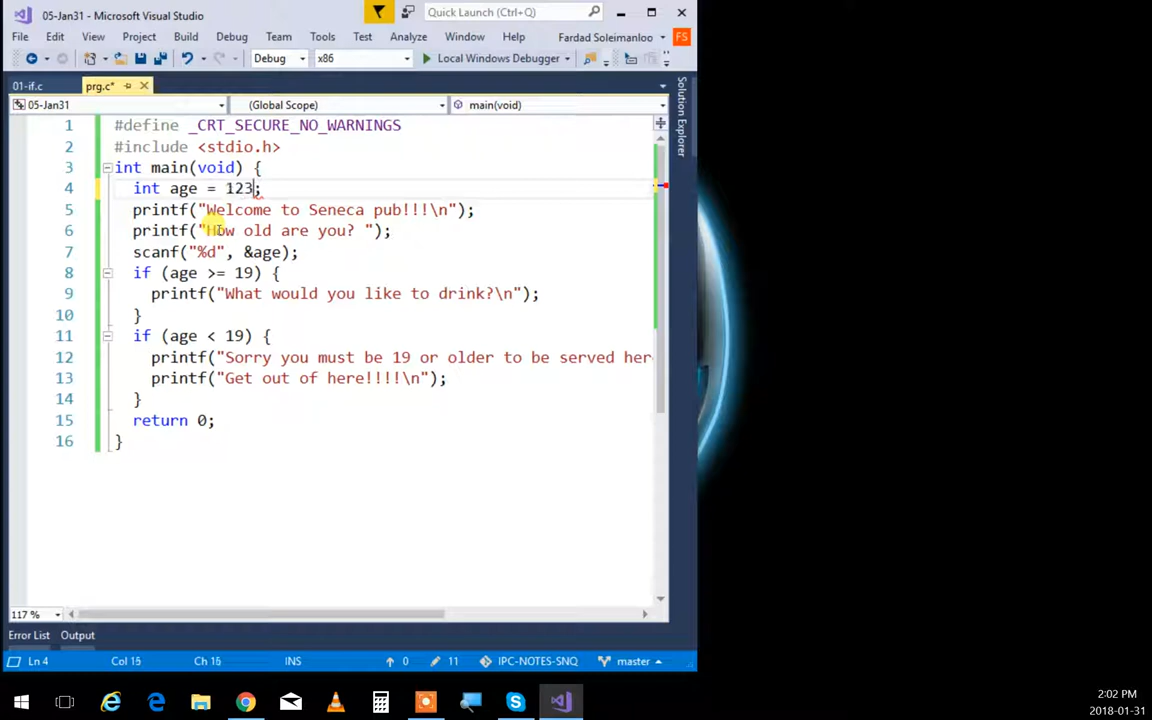 05-Jan31 - Microsoft Visual Studio
Quick Launch (Ctrl+Q)
File Edit View Project Build Debug Team Tools Test Analyze Window Help Fardad Soleimanloo FS
Debug x86 Local Windows Debugger
01-if.c prg.c*
05-Jan31 (Global Scope) main(void)
Solution Explorer
1 #define _CRT_SECURE_NO_WARNINGS
2 #include <stdio.h>
3 int main(void) {
4 int age = 123;
5 printf("Welcome to Seneca pub!!!\n");
6 printf("How old are you? ");
7 scanf("%d", &age);
8 if (age >= 19) {
9 printf("What would you like to drink?\n");
10 }
11 if (age < 19) {
12 printf("Sorry you must be 19 or older to be served here
13 printf("Get out of here!!!!\n");
14 }
15 return 0;
16 }
117 %
Error List Output
Ln 4 Col 15 Ch 15 INS 0 11 IPC-NOTES-SNQ master
2:02 PM
2018-01-31